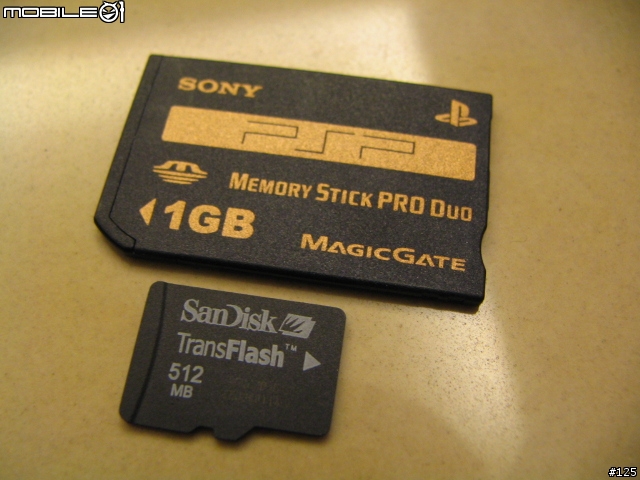 MOBILE01
SONY
PSP
MEMORY STICK PRO DUO
1GB
MAGICGATE
SanDisk
TransFlash™
512
MB
#125